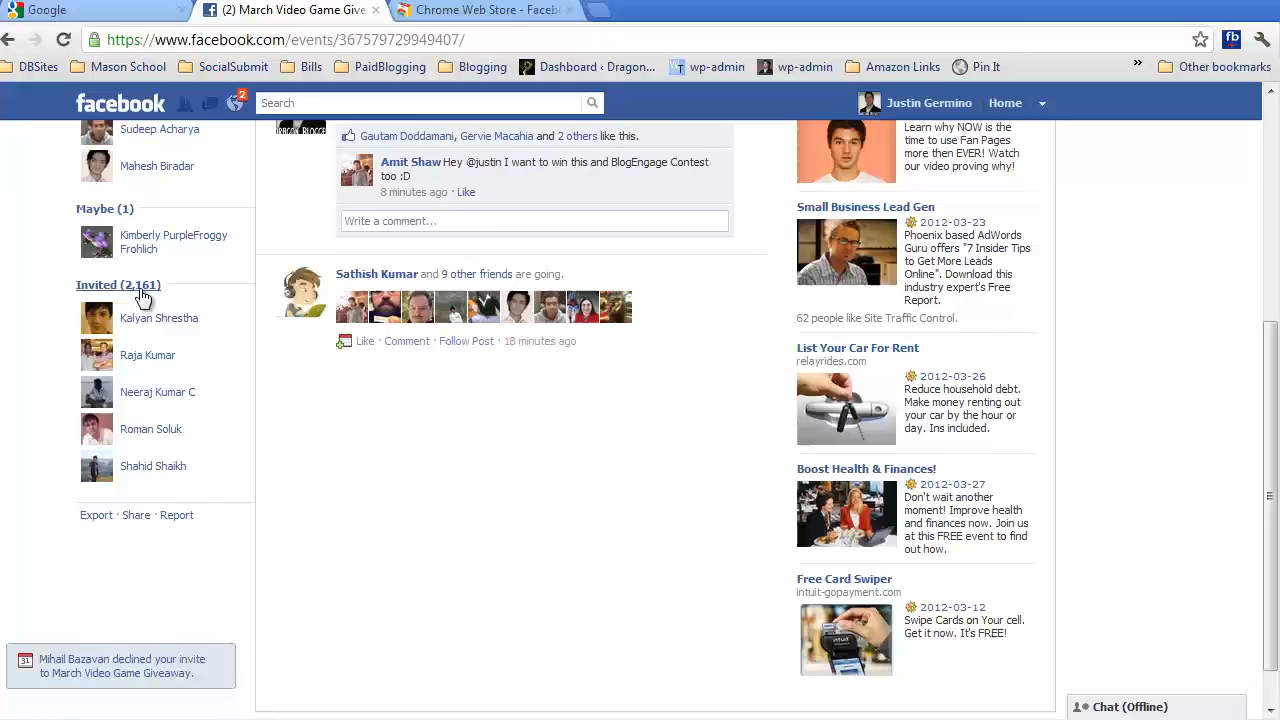 Google
(2) March Video Game Give
Chrome Web Store - Faceb
https://www.facebook.com/events/367579729949407/
fb
DBSites
Mason School
SocialSubmit
Bills
PaidBlogging
Blogging
Dashboard ‹ Dragon...
wp-admin
wp-admin
Amazon Links
Pin It
»
Other bookmarks
facebook
2
Search
Justin Germino
Home
Sudeep Acharya
Mahesh Biradar
Maybe (1)
Kimberly PurpleFroggy
Frohlich
Invited (2,161)
Kalyan Shrestha
Raja Kumar
Neeraj Kumar C
Roman Soluk
Shahid Shaikh
Export · Share · Report
31
Mihail Bazavan declined your invite
to March Video Game Giveaway.
Gautam Doddamani, Gervie Macahia and 2 others like this.
Amit Shaw Hey @justin I want to win this and BlogEngage Contest
too :D
8 minutes ago · Like
Write a comment...
Sathish Kumar and 9 other friends are going.
Like · Comment · Follow Post · 18 minutes ago
Learn why NOW is the
time to use Fan Pages
more then EVER! Watch
our video proving why!
Small Business Lead Gen
2012-03-23
Phoenix based AdWords
Guru offers "7 Insider Tips
to Get More Leads
Online". Download this
industry expert's Free
Report.
62 people like Site Traffic Control.
List Your Car For Rent
relayrides.com
2012-03-26
Reduce household debt.
Make money renting out
your car by the hour or
day. Ins included.
Boost Health & Finances!
2012-03-27
Don't wait another
moment! Improve health
and finances now. Join us
at this FREE event to find
out how.
Free Card Swiper
intuit-gopayment.com
2012-03-12
Swipe Cards on Your cell.
Get it now. It's FREE!
Chat (Offline)